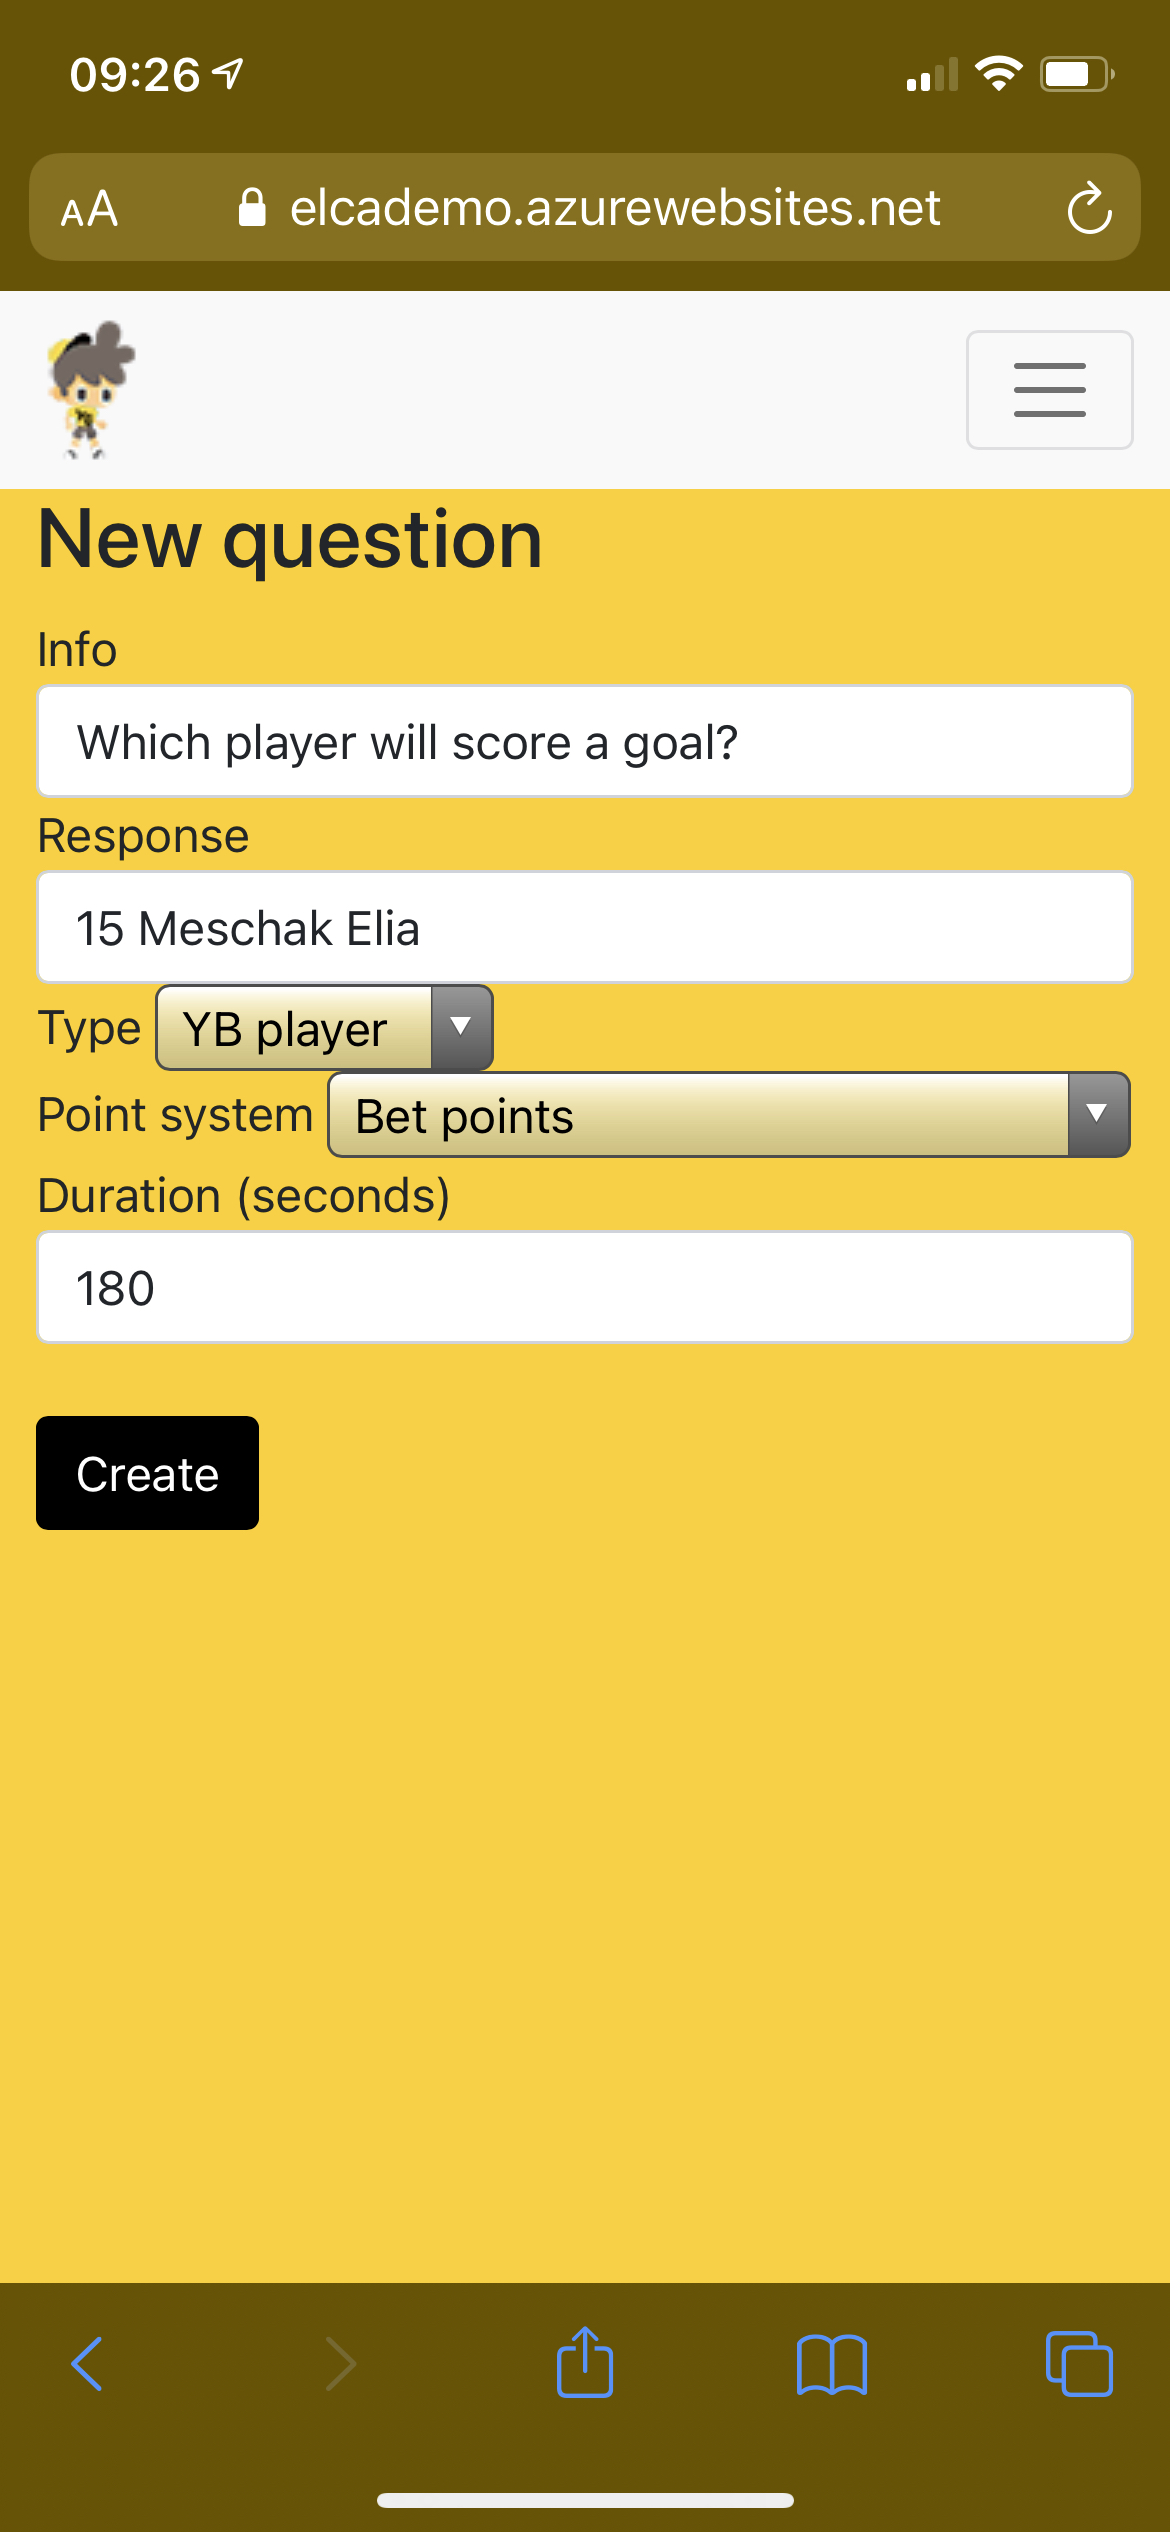 09:26
AA elcademo.azurewebsites.net
New question
Info
Which player will score a goal?
Response
15 Meschak Elia
Type YB player
Point system Bet points
Duration (seconds)
180
Create